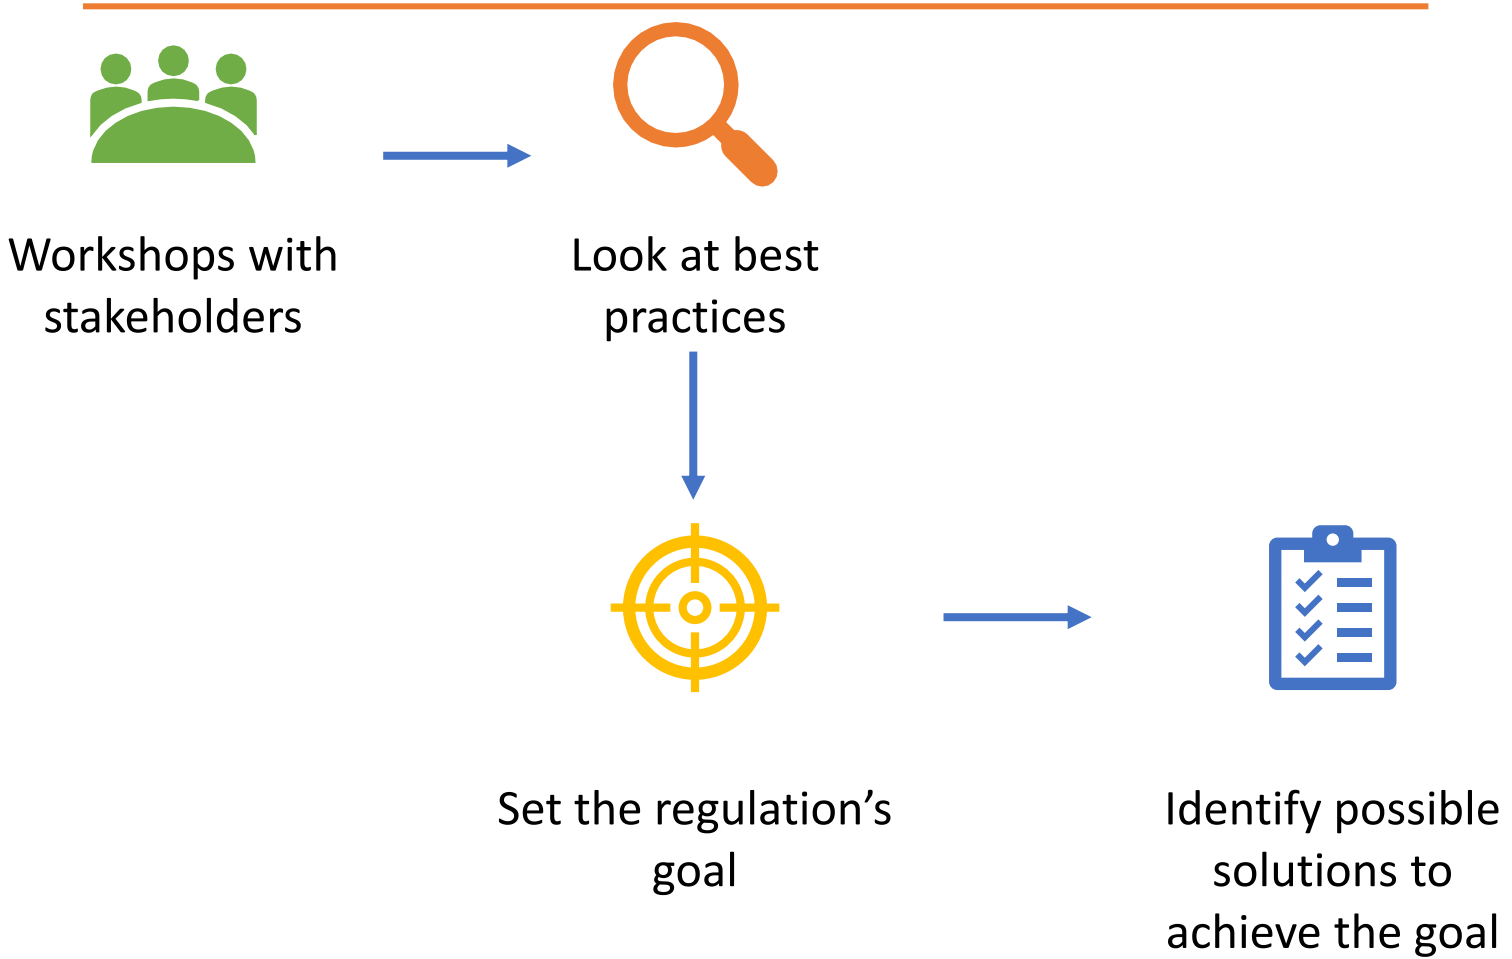 Workshops with
stakeholders
Look at best
practices
Set the regulation’s
goal
Identify possible
solutions to
achieve the goal